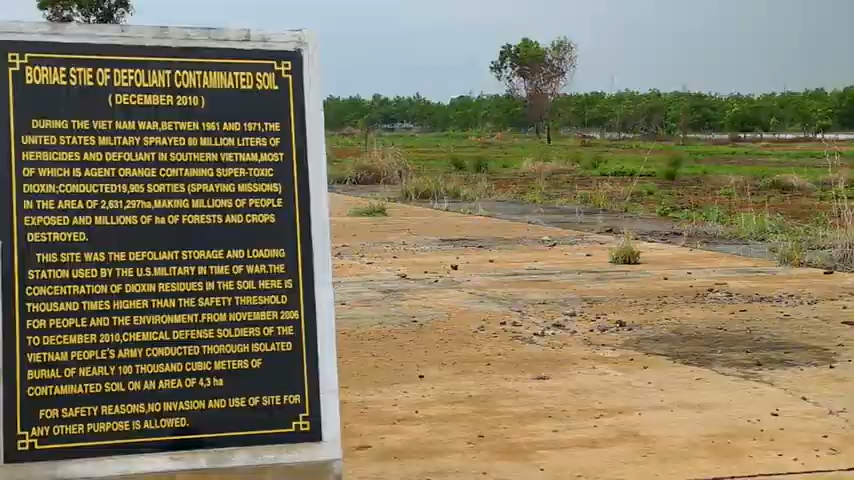 BORIAE STIE OF DEFOLIANT CONTAMINATED SOIL
( DECEMBER 2010 )
DURING THE VIET NAM WAR,BETWEN 1961 AND 1971,THE
UNITED STATES MILITARY SPRAYED 80 MILLION LITERS OF
HERBICIDES AND DEFOLIANT IN SOUTHERN VIETNAM,MOST
OF WHICH IS AGENT ORANGE CONTAINING SUPER-TOXIC
DIOXIN;CONDUCTED19,905 SORTIES (SPRAYING MISSIONS)
IN THE AREA OF 2,631,297ha,MAKING MILLIONS OF PEOPLE
EXPOSED AND MILLIONS OF ha OF FORESTS AND CROPS
DESTROYED.
THIS SITE WAS THE DEFOLIANT STORAGE AND LOADING
STATION USED BY THE U.S.MILITARY IN TIME OF WAR.THE
CONCENTRATION OF DIOXIN RESIDUES IN THE SOIL HERE IS
THOUSAND TIMES HIGHER THAN THE SAFETY THRESHOLD
FOR PEOPLE AND THE ENVIRONMENT.FROM NOVEMBER 2006
TO DECEMBER 2010,CHEMICAL DEFENSE SOLDIERS OF THE
VIETNAM PEOPLE'S ARMY CONDUCTED THOROUGH ISOLATED
BURIAL OF NEARLY 100 THOUSAND CUBIC METERS OF
CONTAMINATED SOIL ON AN AREA OF 4,3 ha
FOR SAFETY REASONS,NO INVASION AND USE OF SITE FOR
ANY OTHER PURPOSE IS ALLOWED.